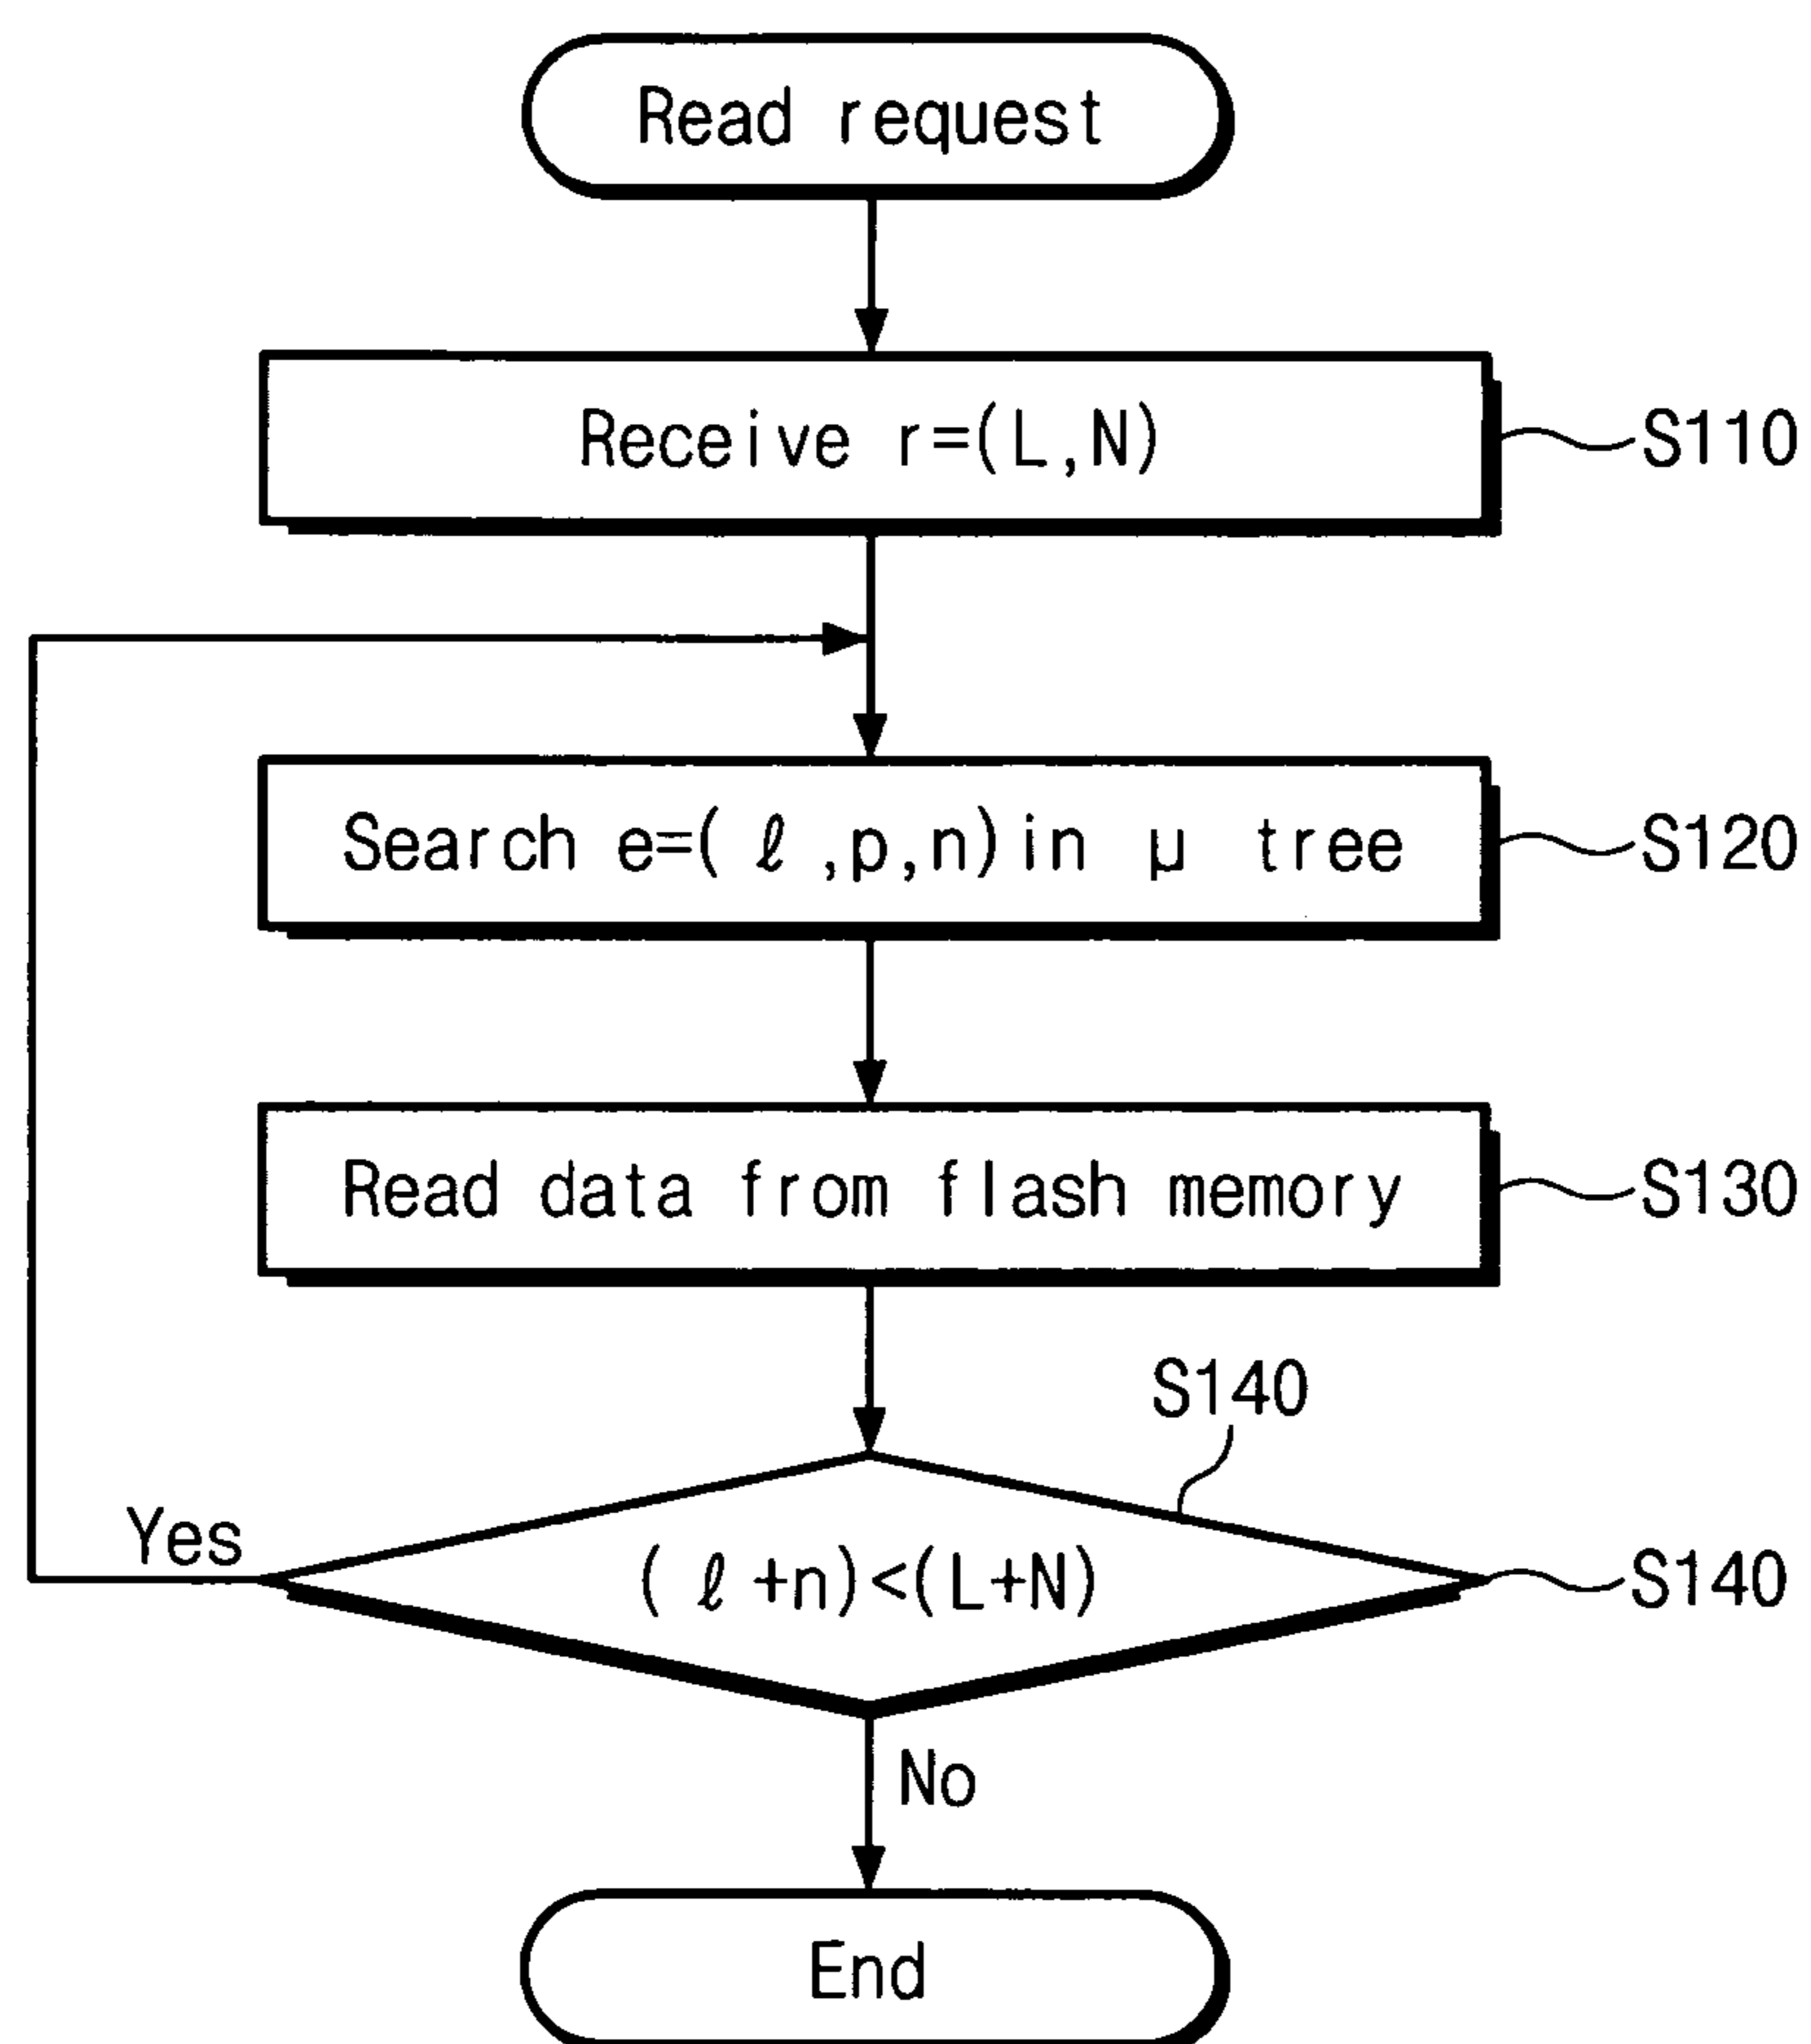 Read request
Receive r=(L,N)
S110
Search e=( ℓ ,p,n)in μ tree
S120
Read data from flash memory
S130
S140
Yes
( ℓ +n)<(L+N)
S140
No
End